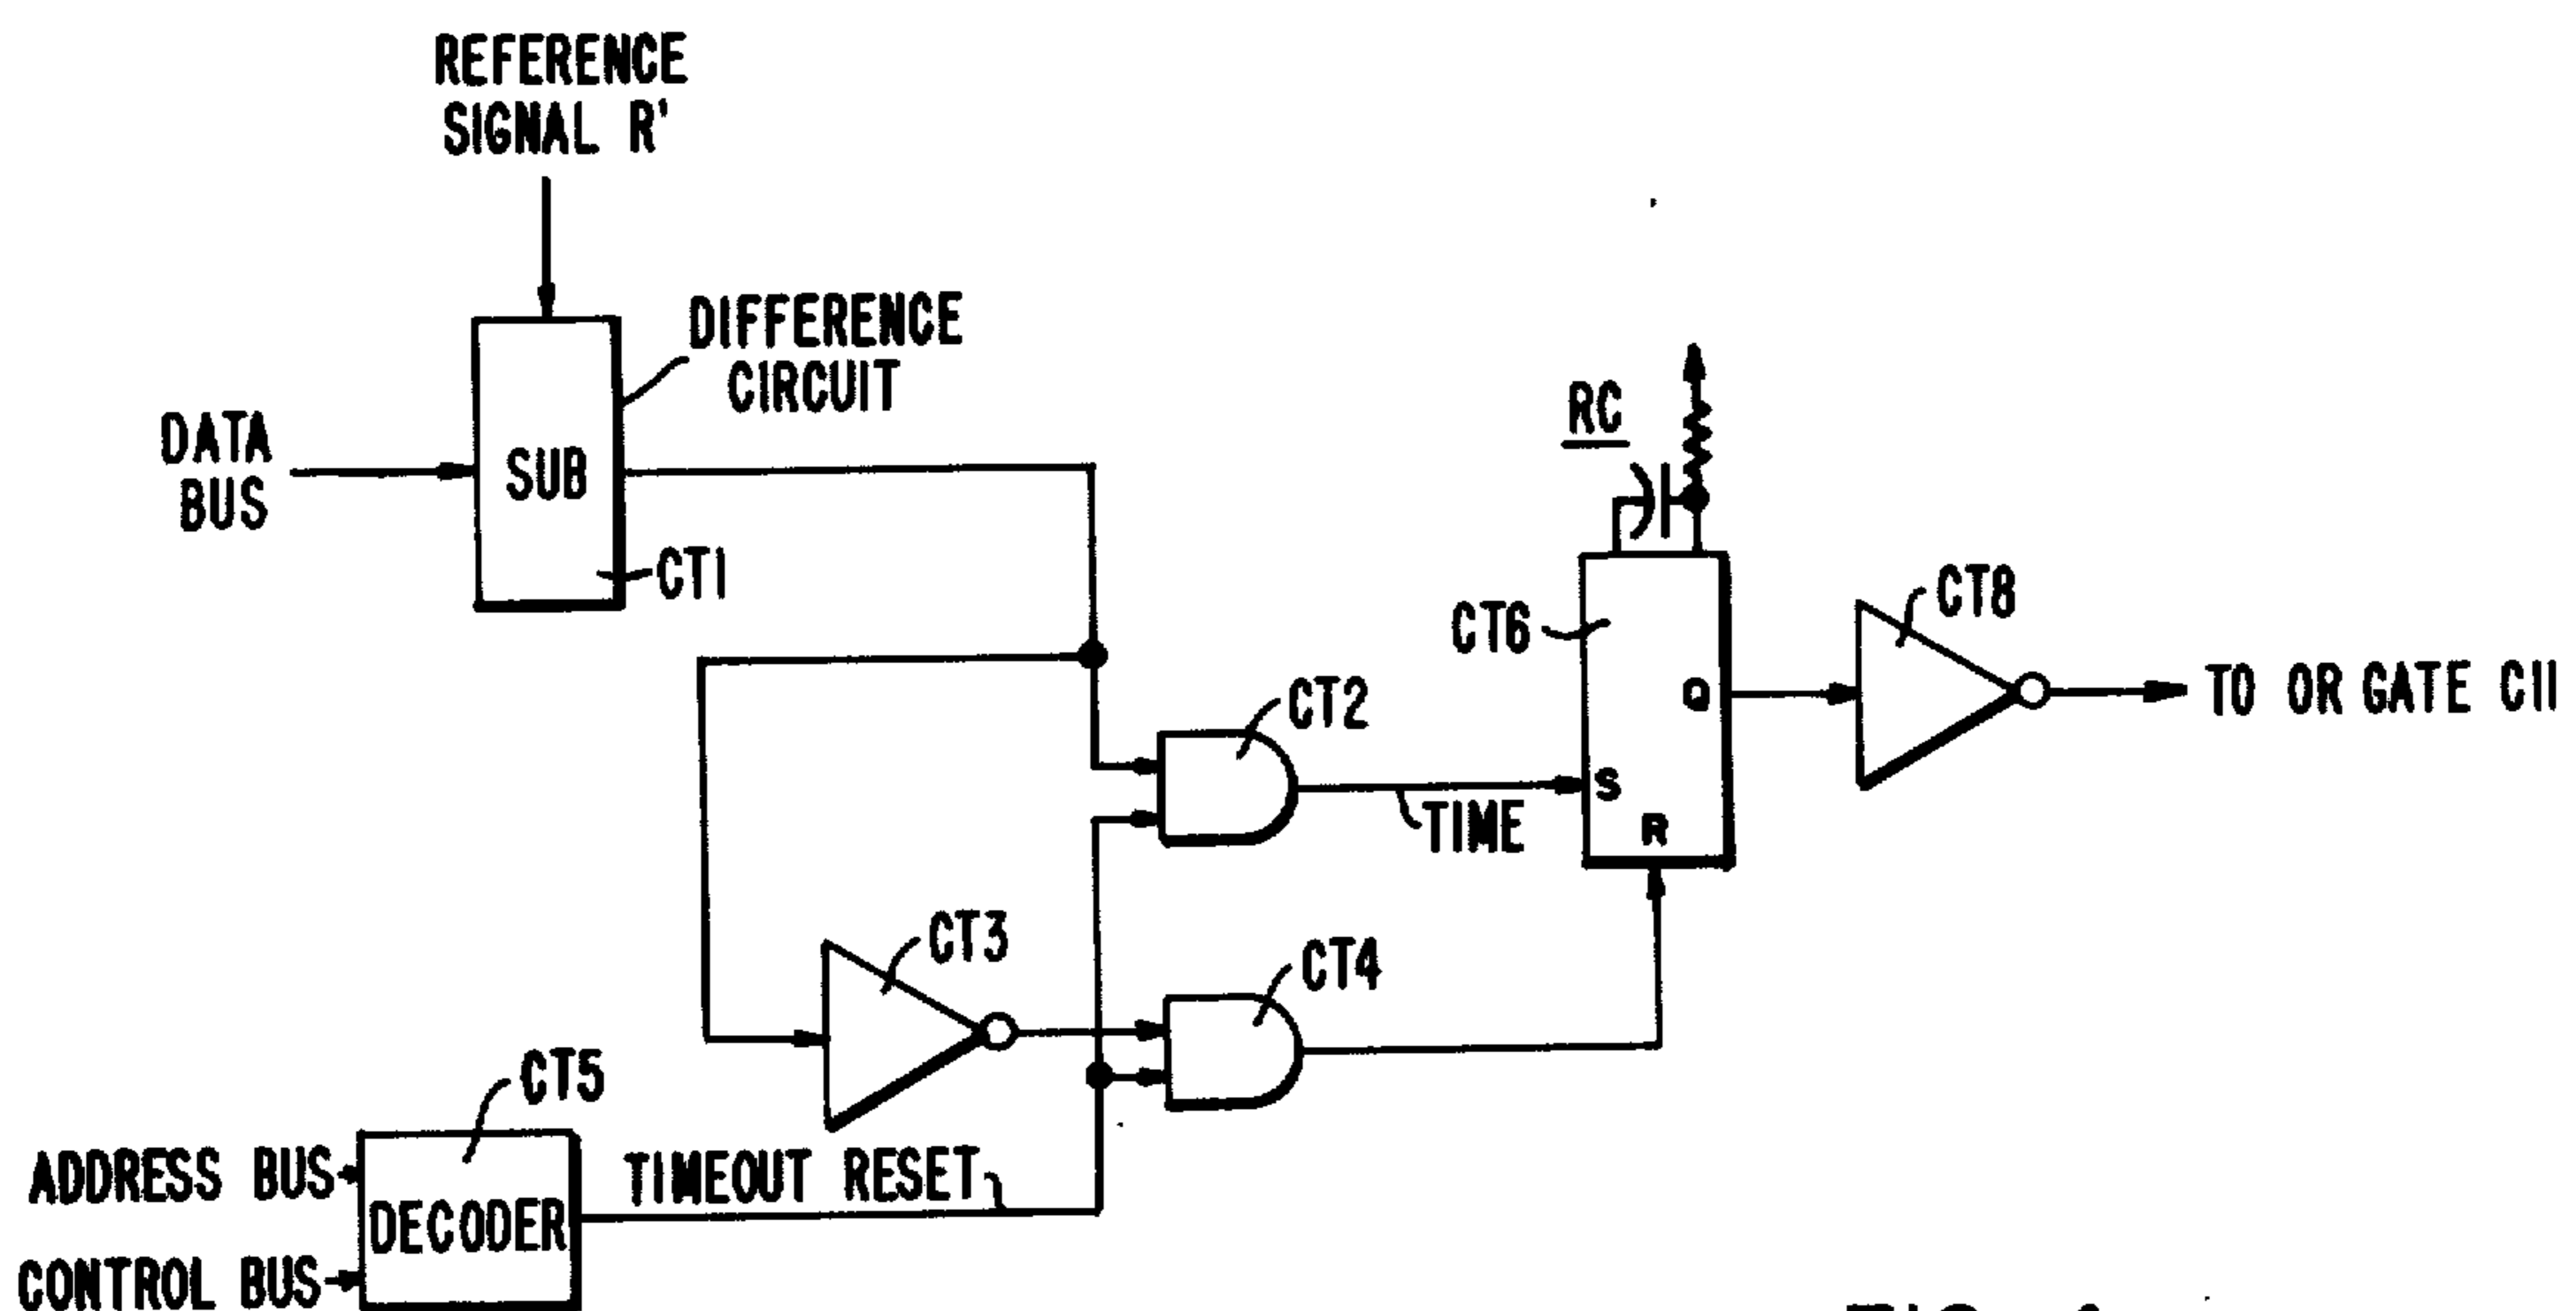 REFERENCE
SIGNAL R'
DIFFERENCE
CIRCUIT
DATA
BUS
SUB
CT1
RC
CT6
Q
S
R
CT8
TO OR GATE C11
CT2
TIME
CT3
CT4
CT5
ADDRESS BUS
DECODER
TIMEOUT RESET
CONTROL BUS